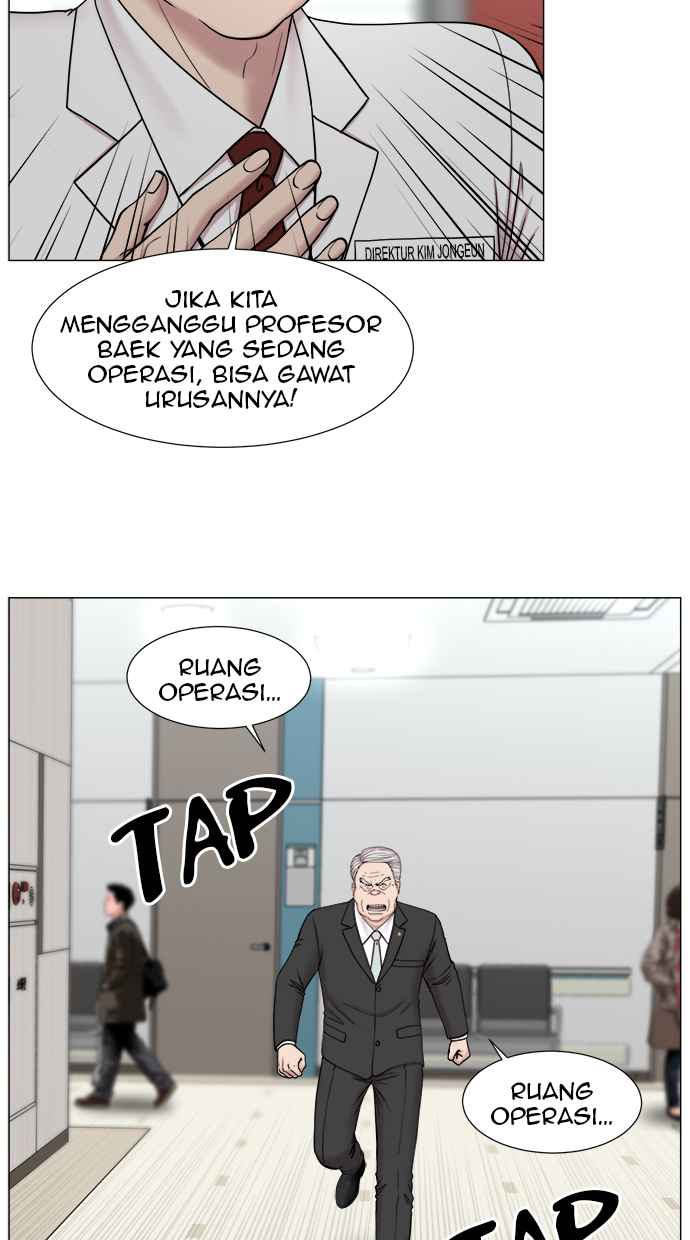 DIREKTUR KIM JONGEUN
JIKA KITA
MENGGANGGU PROFESOR
BAEK YANG SEDANG
OPERASI, BISA GAWAT
URUSANNYA!
RUANG
OPERASI...
TAP
RUANG
OPERASI...
TAP